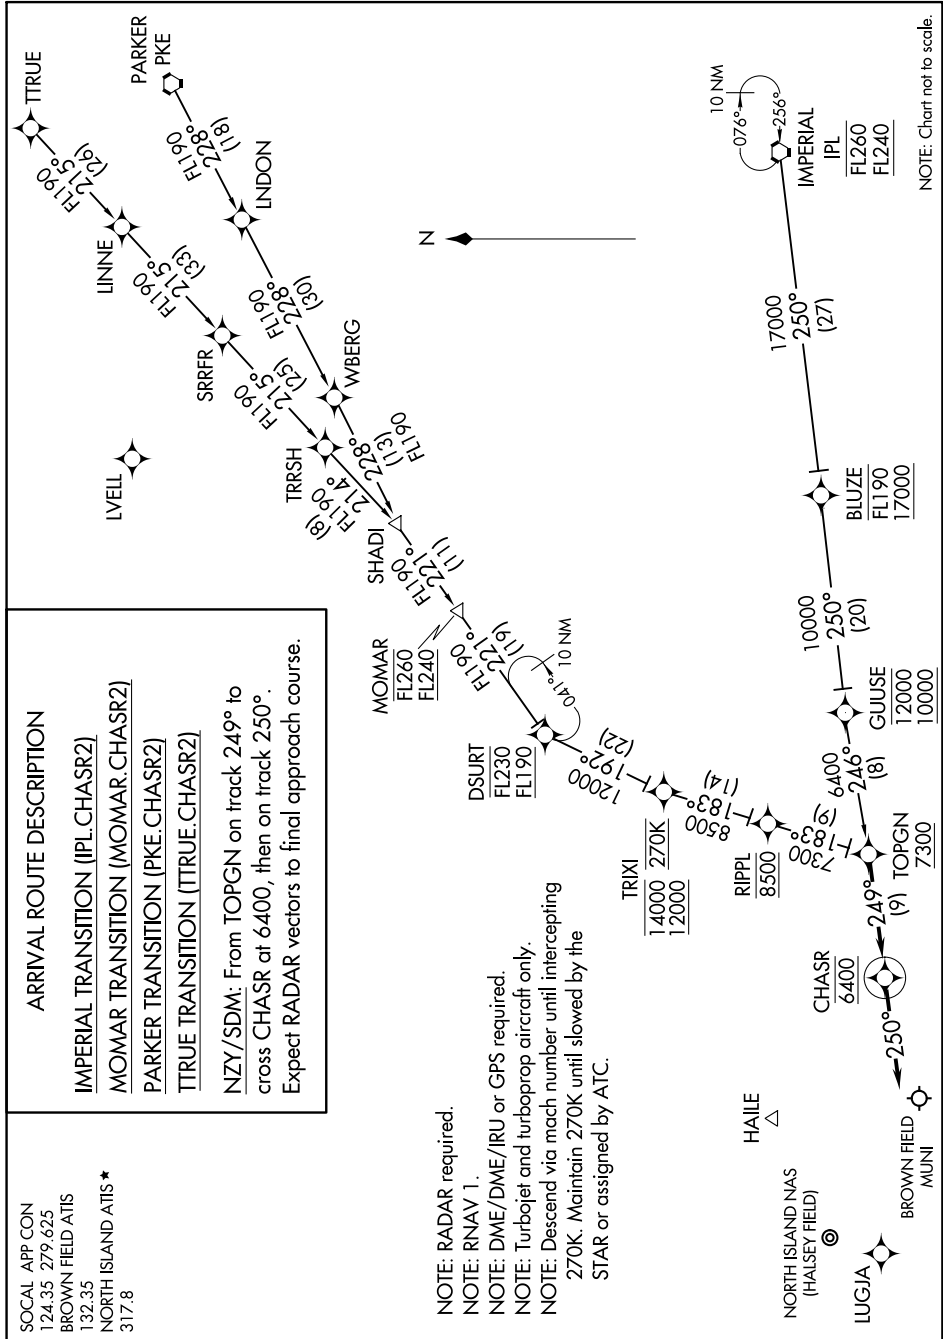 SOCAL APP CON
124.35 279.625
BROWN FIELD ATIS
132.35
NORTH ISLAND ATIS ★
317.8
ARRIVAL ROUTE DESCRIPTION
IMPERIAL TRANSITION (IPL.CHASR2)
MOMAR TRANSITION (MOMAR.CHASR2)
PARKER TRANSITION (PKE.CHASR2)
TTRUE TRANSITION (TTRUE.CHASR2)
NZY/SDM: From TOPGN on track 249° to
cross CHASR at 6400, then on track 250°.
Expect RADAR vectors to final approach course.
TTRUE
FL190
215°
(26)
LINNE
FL190
215°
(33)
SRRFR
FL190
215°
(25)
TRRSH
FL190
214°
(8)
PARKER
PKE
FL190
228°
(18)
LNDON
FL190
228°
(30)
WBERG
228°
(13)
FL190
LVELL
SHADI
FL190
221°
(11)
MOMAR
FL260
FL240
FL190
221°
(19)
10 NM
041°
DSURT
FL230
FL190
12000
192°
(22)
TRIXI
14000 270K
12000
8500
183°
(14)
RIPPL
8500
7300
183°
(9)
TOPGN
7300
N
10 NM
076°
256°
IMPERIAL
IPL
FL260
FL240
17000
250°
(27)
BLUZE
FL190
17000
10000
250°
(20)
GUUSE
12000
10000
6400
246°
(8)
249°
(9)
CHASR
6400
250°
BROWN FIELD
MUNI
HAILE
NORTH ISLAND NAS
(HALSEY FIELD)
LUGJA
NOTE: RADAR required.
NOTE: RNAV 1.
NOTE: DME/DME/IRU or GPS required.
NOTE: Turbojet and turboprop aircraft only.
NOTE: Descend via mach number until intercepting
270K. Maintain 270K until slowed by the
STAR or assigned by ATC.
NOTE: Chart not to scale.